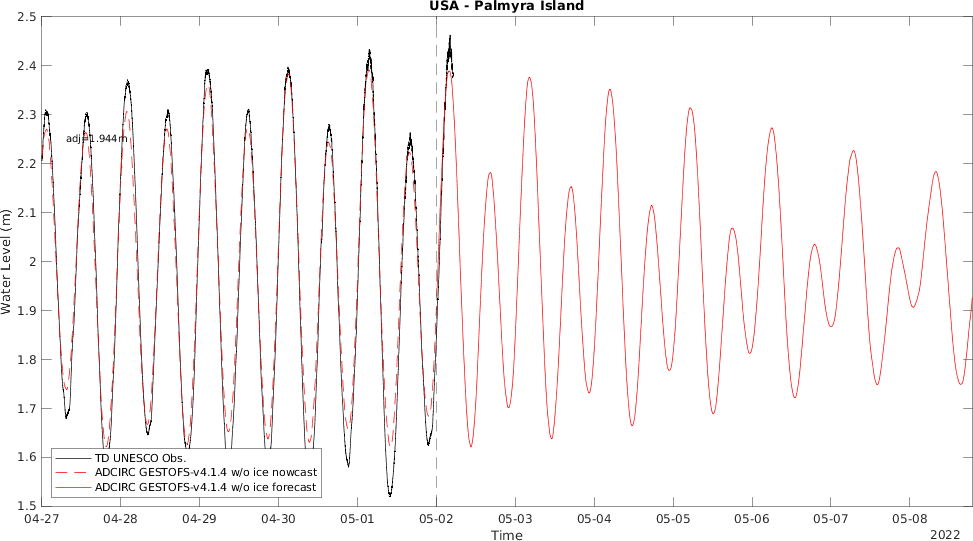 USA - Palmyra Island
2.5
2.4
2.3
2.2
2.1
2
1.9
1.8
1.7
1.6
1.5
Water Level (m)
adj=1.944m
TD UNESCO Obs.
ADCIRC GESTOFS-v4.1.4 w/o ice nowcast
ADCIRC GESTOFS-v4.1.4 w/o ice forecast
04-27 04-28 04-29 04-30 05-01 05-02 05-03 05-04 05-05 05-06 05-07 05-08
Time
2022